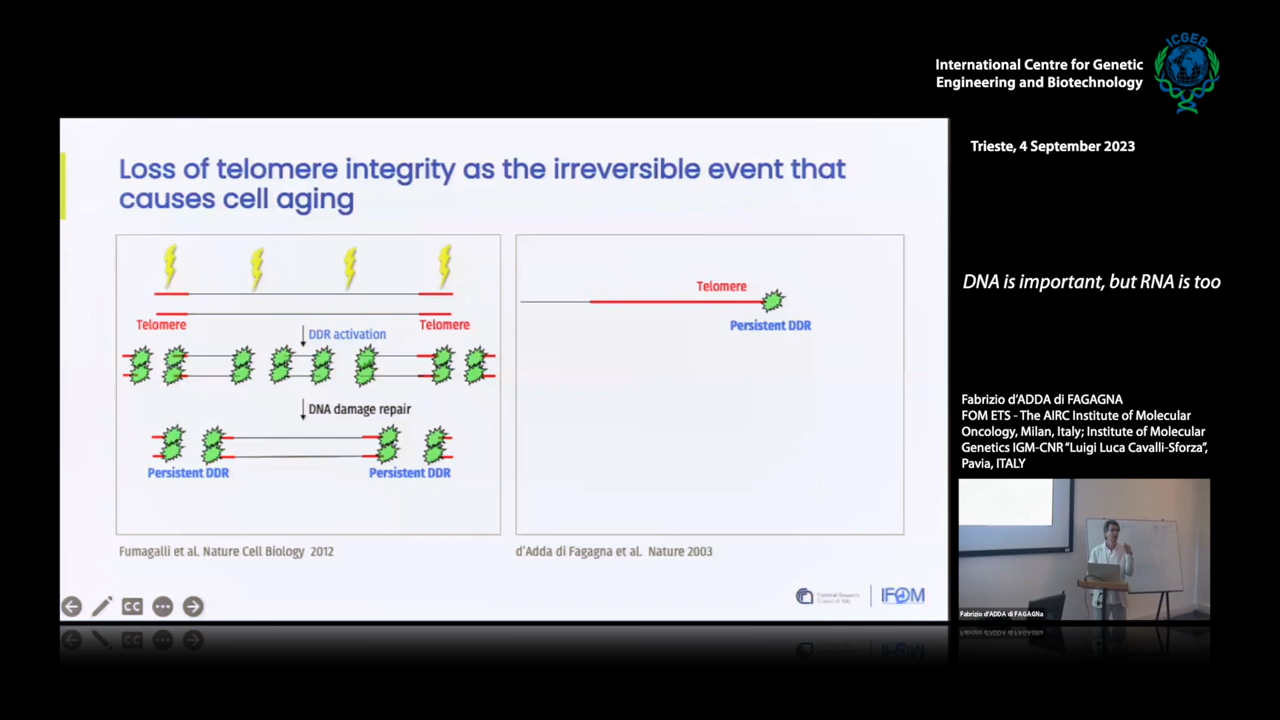 International Centre for Genetic
Engineering and Biotechnology
ICGEB
Trieste, 4 September 2023
Loss of telomere integrity as the irreversible event that
causes cell aging
Telomere
Telomere
DDR activation
DNA damage repair
Persistent DDR
Persistent DDR
Fumagalli et al. Nature Cell Biology 2012
Telomere
Persistent DDR
d'Adda di Fagagna et al. Nature 2003
CC
IFOM
DNA is important, but RNA is too
Fabrizio d'ADDA di FAGAGNA
FOM ETS - The AIRC Institute of Molecular
Oncology, Milan, Italy; Institute of Molecular
Genetics IGM-CNR "Luigi Luca Cavalli-Sforza",
Pavia, ITALY
Fabrizio d'ADDA di FAGAGNa